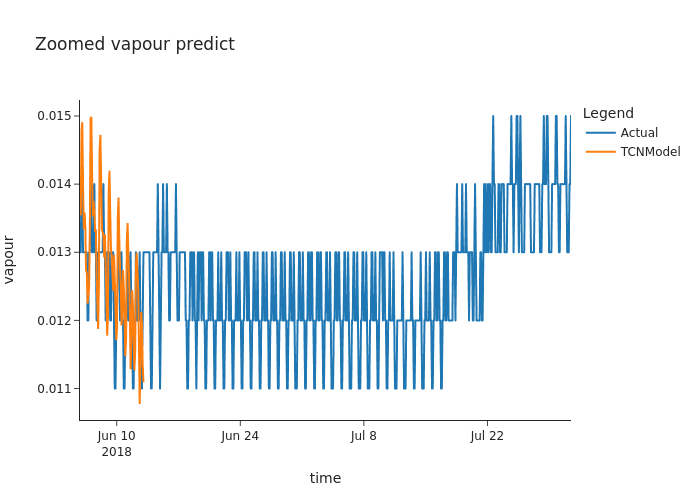 Zoomed vapour predict
Legend
Actual
TCNModel
vapour
0.015
0.014
0.013
0.012
0.011
Jun 10
2018
Jun 24
Jul 8
Jul 22
time